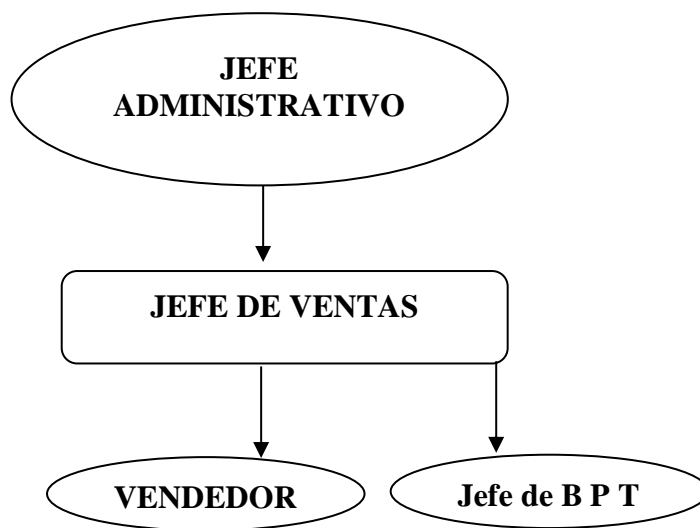 JEFE
ADMINISTRATIVO
JEFE DE VENTAS
VENDEDOR
Jefe de B P T